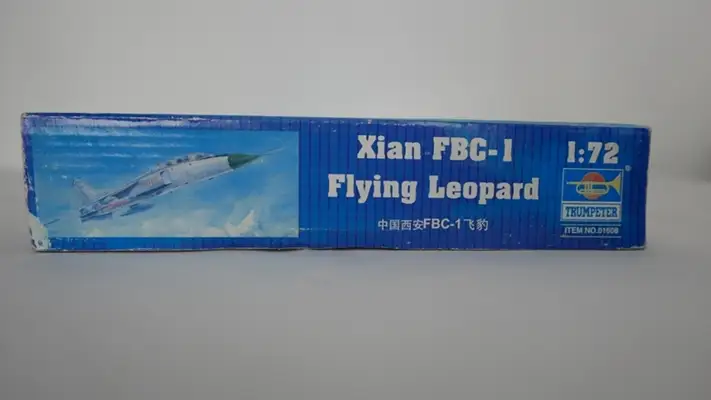 Xian FBC-1
Flying Leopard
中国西安FBC-1飞豹
1:72
TRUMPETER
ITEM NO.01608